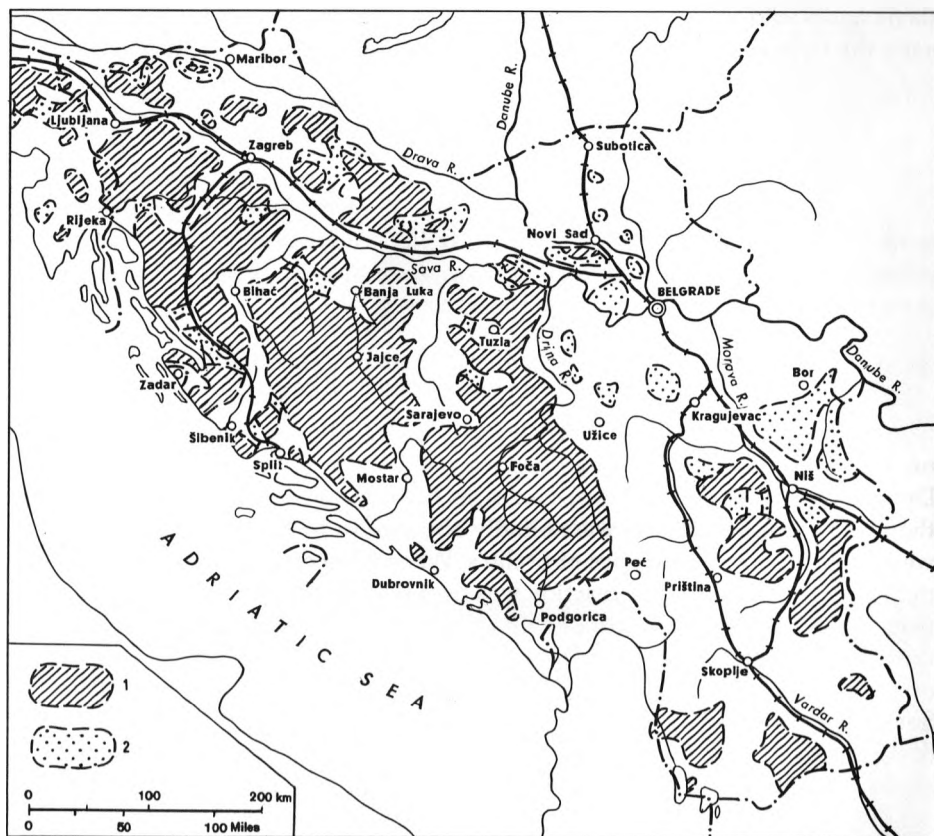 Maribor
Danube R.
Ljubljana
Zagreb
Subotica
Drava R.
Rijeka
Novi Sad
Sava R.
Bihać
Banja Luka
BELGRADE
Tuzla
Drina R.
Morava R.
Danube R.
Jajce
Bor
Zadar
Sarajevo
Kragujevac
Šibenik
Užice
Split
Foča
Mostar
Niš
ADRIATIC SEA
Dubrovnik
Peć
Priština
Podgorica
Skoplje
Vardar R.
1
2
0 100 200 km
50 100 Miles